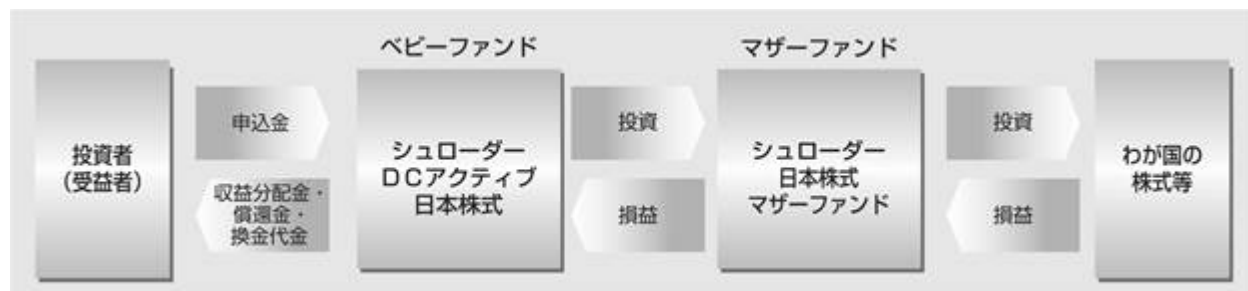 ベビーファンド
マザーファンド
投資者
（受益者）
申込金
収益分配金・
償還金・
換金代金
シュローダー
ＤＣアクティブ
日本株式
投資
損益
シュローダー
日本株式
マザーファンド
投資
損益
わが国の
株式等